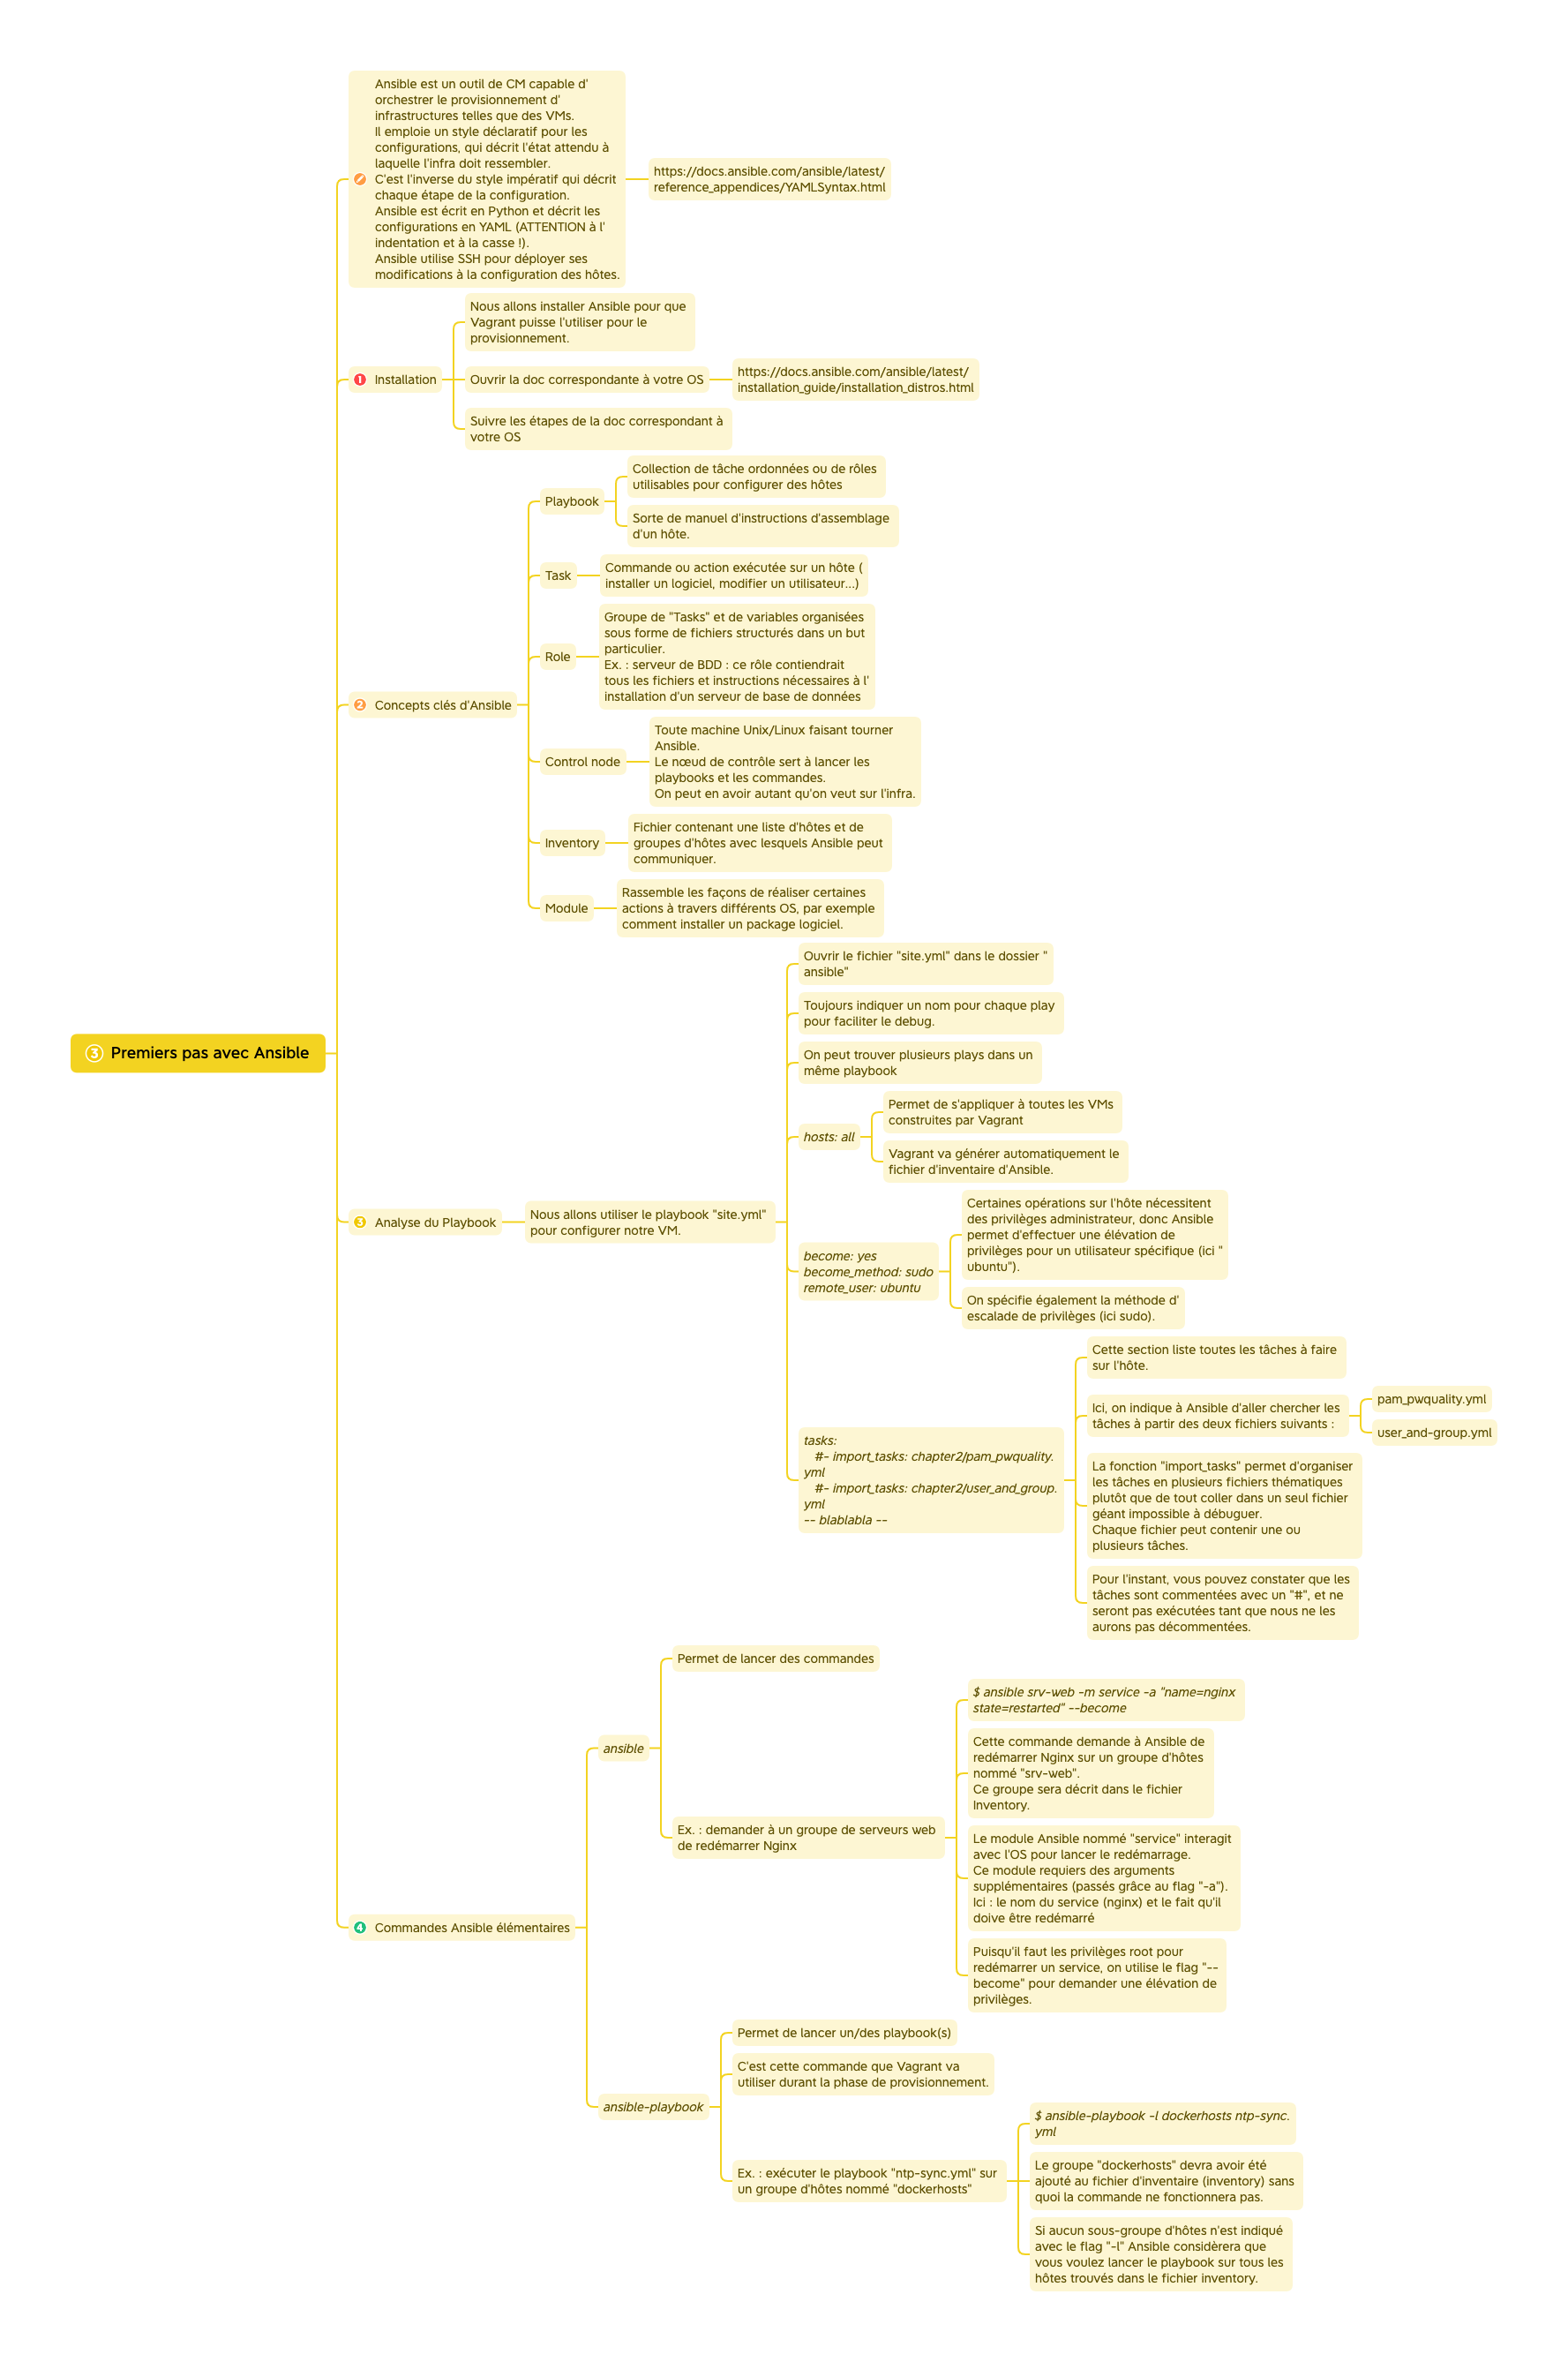 3 Premiers pas avec Ansible
Ansible est un outil de CM capable d'
orchestrer le provisionnement d'
infrastructures telles que des VMs.
Il emploie un style déclaratif pour les
configurations, qui décrit l'état attendu à
laquelle l'infra doit ressembler.
C'est l'inverse du style impératif qui décrit
chaque étape de la configuration.
Ansible est écrit en Python et décrit les
configurations en YAML (ATTENTION à l'
indentation et à la casse !).
Ansible utilise SSH pour déployer ses
modifications à la configuration des hôtes.
https://docs.ansible.com/ansible/latest/
reference_appendices/YAMLSyntax.html
1 Installation
Nous allons installer Ansible pour que
Vagrant puisse l'utiliser pour le
provisionnement.
Ouvrir la doc correspondante à votre OS
https://docs.ansible.com/ansible/latest/
installation_guide/installation_distros.html
Suivre les étapes de la doc correspondant à
votre OS
2 Concepts clés d'Ansible
Playbook
Collection de tâche ordonnées ou de rôles
utilisables pour configurer des hôtes
Sorte de manuel d'instructions d'assemblage
d'un hôte.
Task
Commande ou action exécutée sur un hôte (
installer un logiciel, modifier un utilisateur...)
Role
Groupe de "Tasks" et de variables organisées
sous forme de fichiers structurés dans un but
particulier.
Ex. : serveur de BDD : ce rôle contiendrait
tous les fichiers et instructions nécessaires à l'
installation d'un serveur de base de données
Control node
Toute machine Unix/Linux faisant tourner
Ansible.
Le nœud de contrôle sert à lancer les
playbooks et les commandes.
On peut en avoir autant qu'on veut sur l'infra.
Inventory
Fichier contenant une liste d'hôtes et de
groupes d'hôtes avec lesquels Ansible peut
communiquer.
Module
Rassemble les façons de réaliser certaines
actions à travers différents OS, par exemple
comment installer un package logiciel.
3 Analyse du Playbook
Nous allons utiliser le playbook "site.yml"
pour configurer notre VM.
Ouvrir le fichier "site.yml" dans le dossier "
ansible"
Toujours indiquer un nom pour chaque play
pour faciliter le debug.
On peut trouver plusieurs plays dans un
même playbook
hosts: all
Permet de s'appliquer à toutes les VMs
construites par Vagrant
Vagrant va générer automatiquement le
fichier d'inventaire d'Ansible.
become: yes
become_method: sudo
remote_user: ubuntu
Certaines opérations sur l'hôte nécessitent
des privilèges administrateur, donc Ansible
permet d'effectuer une élévation de
privilèges pour un utilisateur spécifique (ici "
ubuntu").
On spécifie également la méthode d'
escalade de privilèges (ici sudo).
tasks:
#- import_tasks: chapter2/pam_pwquality.
yml
#- import_tasks: chapter2/user_and_group.
yml
-- blablabla --
Cette section liste toutes les tâches à faire
sur l'hôte.
Ici, on indique à Ansible d'aller chercher les
tâches à partir des deux fichiers suivants :
pam_pwquality.yml
user_and-group.yml
La fonction "import_tasks" permet d'organiser
les tâches en plusieurs fichiers thématiques
plutôt que de tout coller dans un seul fichier
géant impossible à débuguer.
Chaque fichier peut contenir une ou
plusieurs tâches.
Pour l'instant, vous pouvez constater que les
tâches sont commentées avec un "#", et ne
seront pas exécutées tant que nous ne les
aurons pas décommentées.
4 Commandes Ansible élémentaires
ansible
Permet de lancer des commandes
Ex. : demander à un groupe de serveurs web
de redémarrer Nginx
$ ansible srv-web -m service -a "name=nginx
state=restarted" --become
Cette commande demande à Ansible de
redémarrer Nginx sur un groupe d'hôtes
nommé "srv-web".
Ce groupe sera décrit dans le fichier
Inventory.
Le module Ansible nommé "service" interagit
avec l'OS pour lancer le redémarrage.
Ce module requiers des arguments
supplémentaires (passés grâce au flag "-a").
Ici : le nom du service (nginx) et le fait qu'il
doive être redémarré
Puisqu'il faut les privilèges root pour
redémarrer un service, on utilise le flag "--
become" pour demander une élévation de
privilèges.
ansible-playbook
Permet de lancer un/des playbook(s)
C'est cette commande que Vagrant va
utiliser durant la phase de provisionnement.
Ex. : exécuter le playbook "ntp-sync.yml" sur
un groupe d'hôtes nommé "dockerhosts"
$ ansible-playbook -l dockerhosts ntp-sync.
yml
Le groupe "dockerhosts" devra avoir été
ajouté au fichier d'inventaire (inventory) sans
quoi la commande ne fonctionnera pas.
Si aucun sous-groupe d'hôtes n'est indiqué
avec le flag "-l" Ansible considèrera que
vous voulez lancer le playbook sur tous les
hôtes trouvés dans le fichier inventory.